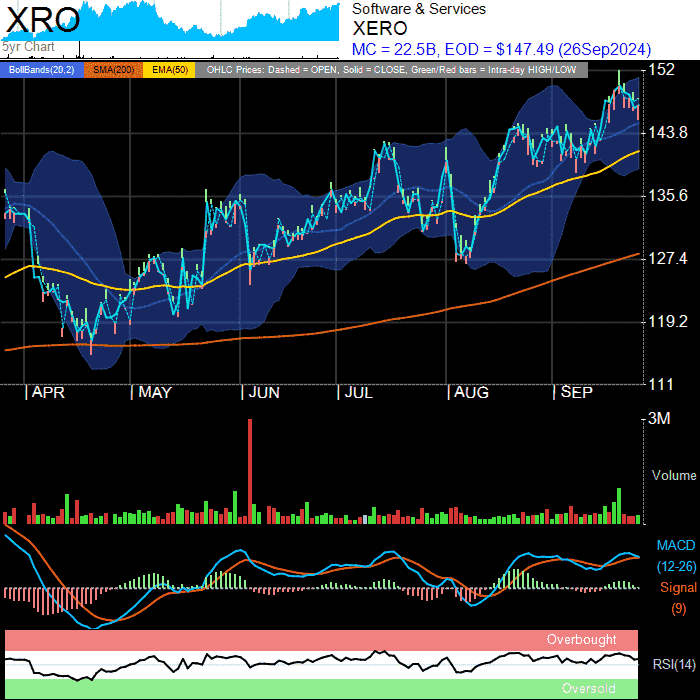 XRO
5yr Chart
Software & Services
XERO
MC = 22.5B, EOD = $147.49 (26Sep2024)
BollBands(20,2) SMA(200) EMA(50) OHLC Prices: Dashed = OPEN, Solid = CLOSE, Green/Red bars = Intra-day HIGH/LOW
152
143.8
135.6
127.4
119.2
111
APR MAY JUN JUL AUG SEP
3M
Volume
MACD
(12-26)
Signal
(9)
Overbought
RSI(14)
Oversold